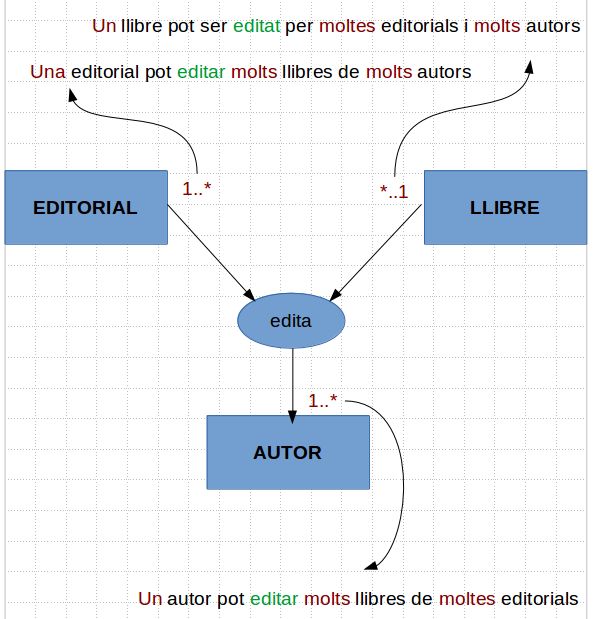 Un llibre pot ser editat per moltes editorials i molts autors
Una editorial pot editar molts llibres de molts autors
1..*
*..1
EDITORIAL
LLIBRE
edita
1..*
AUTOR
Un autor pot editar molts llibres de moltes editorials